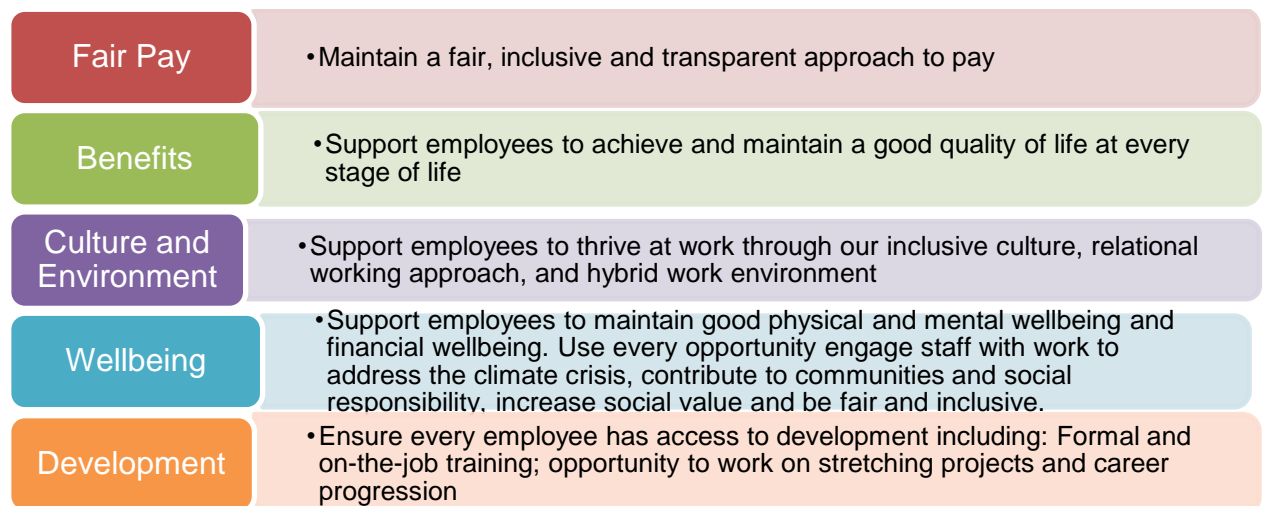 Fair Pay
•Maintain a fair, inclusive and transparent approach to pay
Benefits
•Support employees to achieve and maintain a good quality of life at every
stage of life
Culture and
Environment
•Support employees to thrive at work through our inclusive culture, relational
working approach, and hybrid work environment
Wellbeing
•Support employees to maintain good physical and mental wellbeing and
financial wellbeing. Use every opportunity engage staff with work to
address the climate crisis, contribute to communities and social
responsibility, increase social value and be fair and inclusive.
Development
•Ensure every employee has access to development including: Formal and
on-the-job training; opportunity to work on stretching projects and career
progression